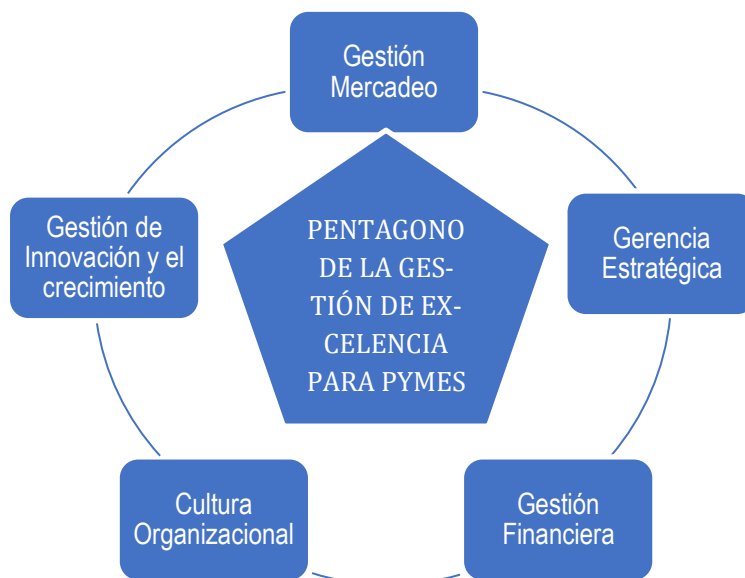 Gestión
Mercadeo
Gestión de
Innovación y el
crecimiento
PENTAGONO
DE LA GES-
TIÓN DE EX-
CELENCIA
PARA PYMES
Gerencia
Estratégica
Cultura
Organizacional
Gestión
Financiera